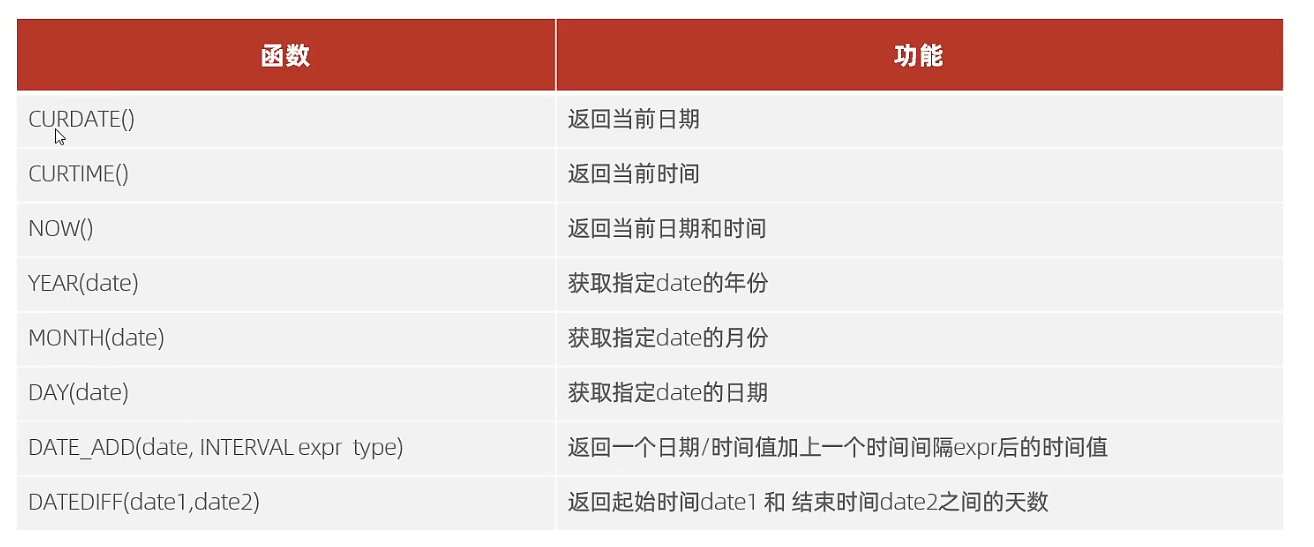 函数 功能
CURDATE() 返回当前日期
CURTIME() 返回当前时间
NOW() 返回当前日期和时间
YEAR(date) 获取指定date的年份
MONTH(date) 获取指定date的月份
DAY(date) 获取指定date的日期
DATE_ADD(date, INTERVAL expr type) 返回一个日期/时间值加上一个时间间隔expr后的时间值
DATEDIFF(date1,date2) 返回起始时间date1 和 结束时间date2之间的天数